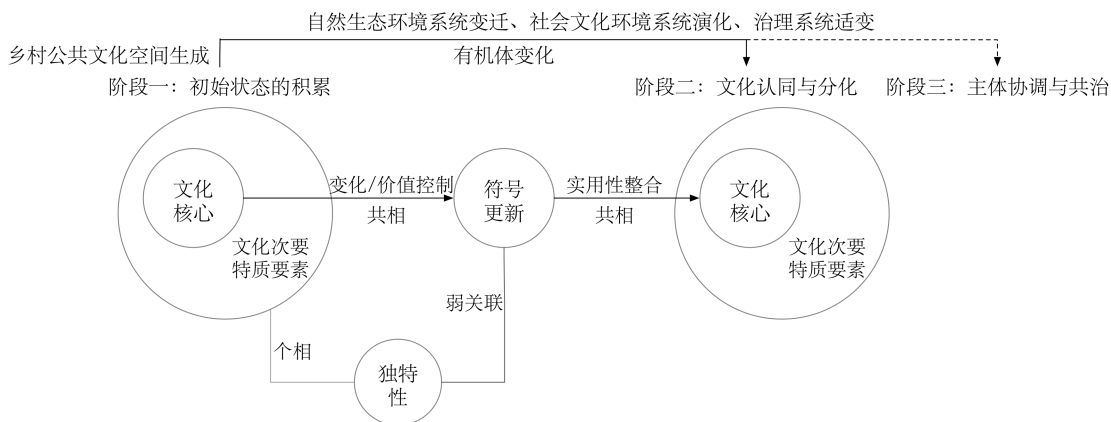 自然生态环境系统变迁、社会文化环境系统演化、治理系统适变
乡村公共文化空间生成
有机体变化
阶段一：初始状态的积累
阶段二：文化认同与分化
阶段三：主体协调与共治
文化
核心
变化/价值控制
共相
符号
更新
实用性整合
共相
文化
核心
文化次要
特质要素
文化次要
特质要素
弱关联
个相
独特
性